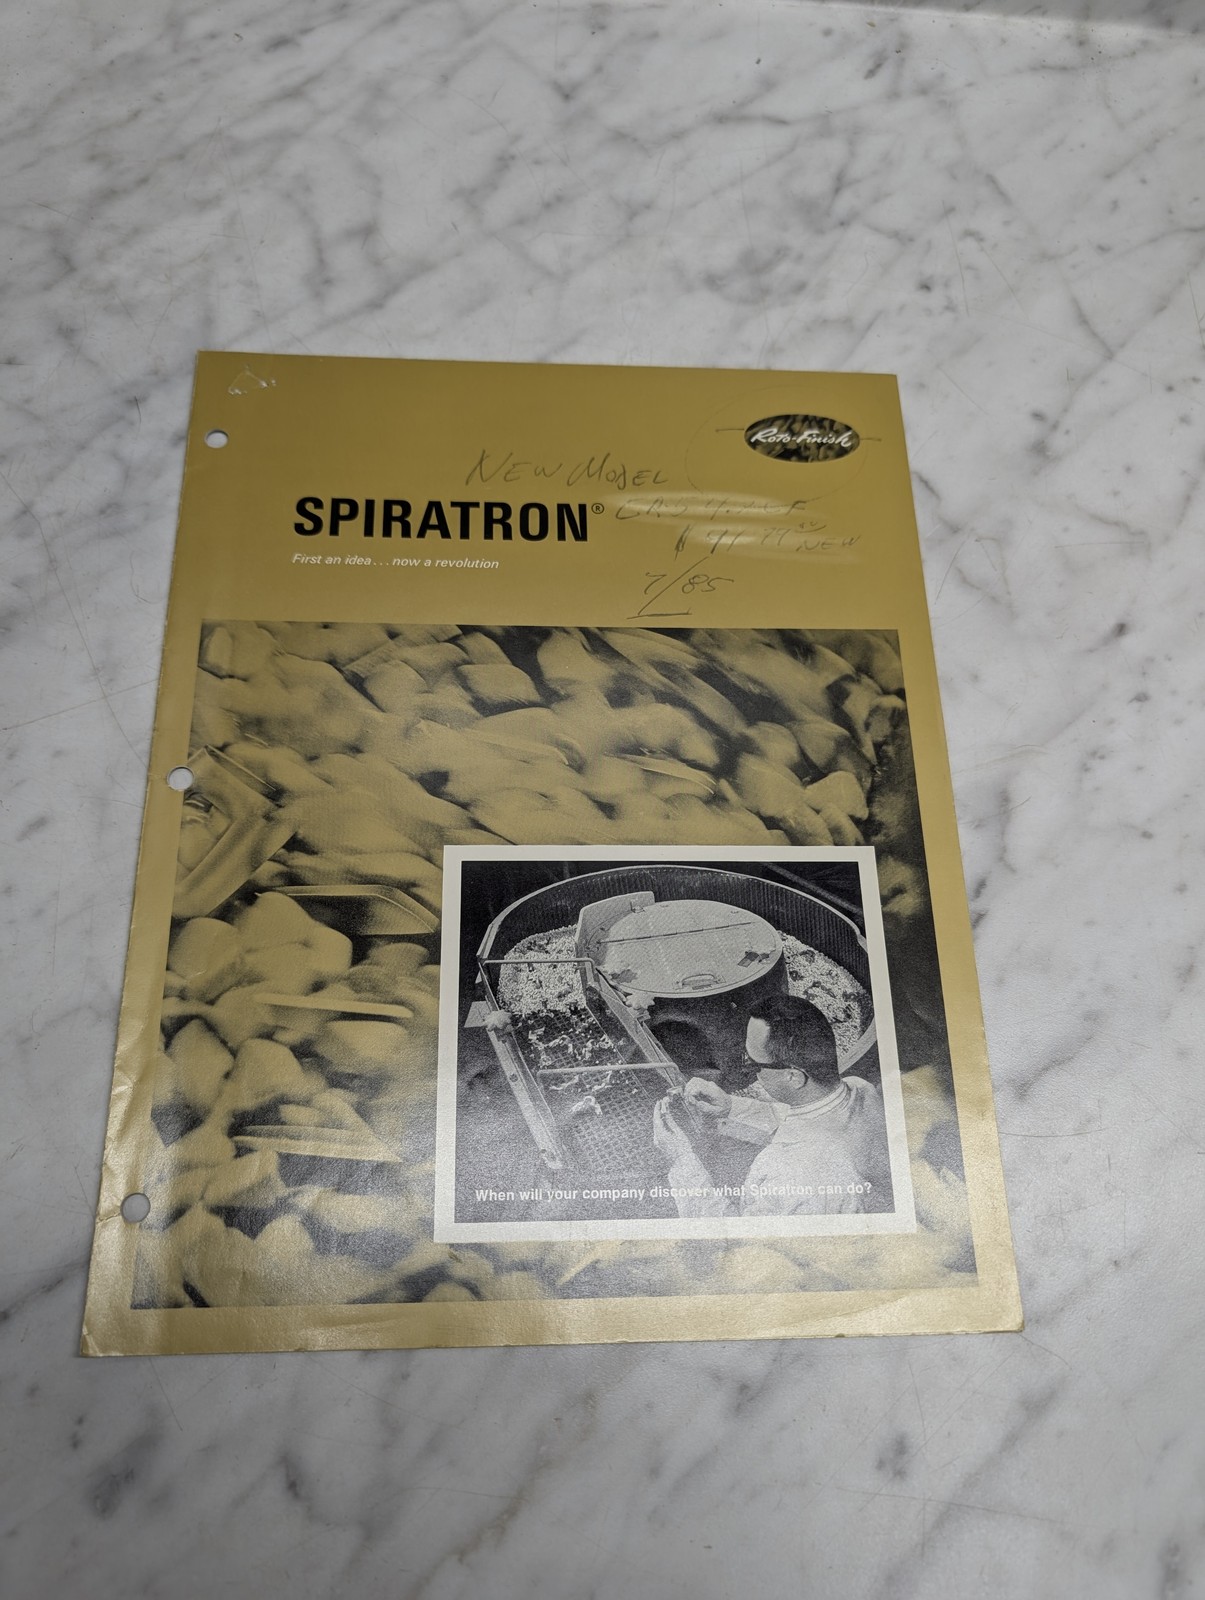 Roto-Finish
NEW MODEL
SPIRATRON®
NEW
First an idea...now a revolution
7/85
When will your company discover what Spiratron can do?